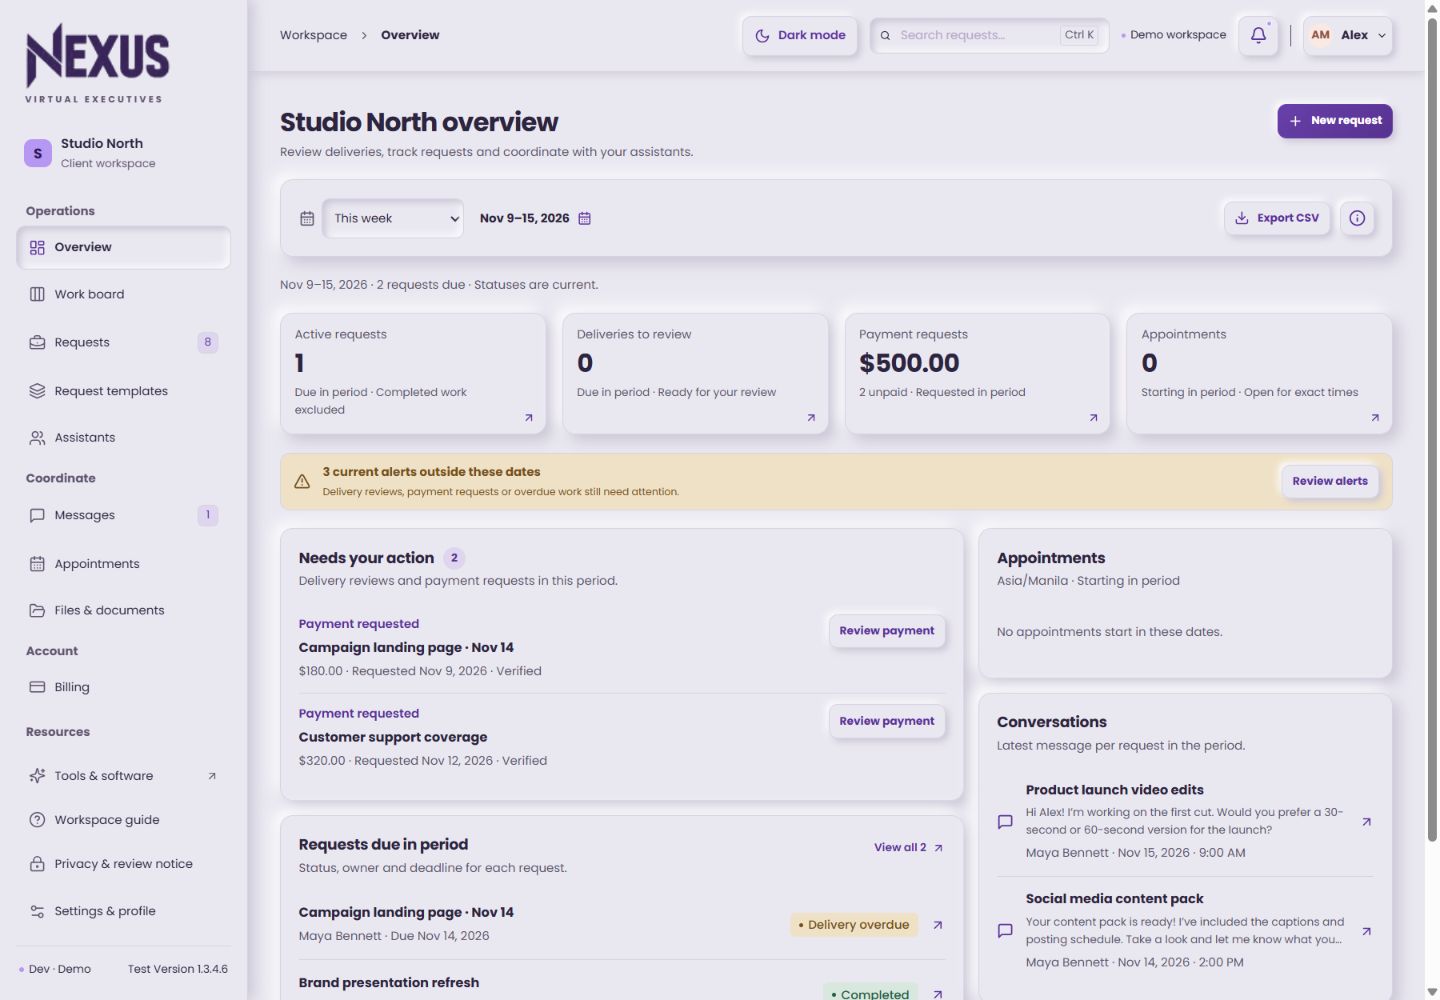 NEXUS
VIRTUAL EXECUTIVES
S
Studio North
Client workspace
Operations
Overview
Work board
Requests 8
Request templates
Assistants
Coordinate
Messages 1
Appointments
Files & documents
Account
Billing
Resources
Tools & software
Workspace guide
Privacy & review notice
Settings & profile
Dev · Demo Test Version 1.3.4.6
Workspace > Overview
Dark mode
Search requests... Ctrl K
Demo workspace
AM Alex
Studio North overview
Review deliveries, track requests and coordinate with your assistants.
+ New request
This week
Nov 9–15, 2026
Export CSV
Nov 9–15, 2026 · 2 requests due · Statuses are current.
Active requests
1
Due in period · Completed work
excluded
Deliveries to review
0
Due in period · Ready for your review
Payment requests
$500.00
2 unpaid · Requested in period
Appointments
0
Starting in period · Open for exact times
3 current alerts outside these dates
Delivery reviews, payment requests or overdue work still need attention.
Review alerts
Needs your action 2
Delivery reviews and payment requests in this period.
Payment requested
Campaign landing page · Nov 14
$180.00 · Requested Nov 9, 2026 · Verified
Review payment
Payment requested
Customer support coverage
$320.00 · Requested Nov 12, 2026 · Verified
Review payment
Requests due in period
Status, owner and deadline for each request.
View all 2
Campaign landing page · Nov 14
Maya Bennett · Due Nov 14, 2026
• Delivery overdue
Brand presentation refresh
• Completed
Appointments
Asia/Manila · Starting in period
No appointments start in these dates.
Conversations
Latest message per request in the period.
Product launch video edits
Hi Alex! I'm working on the first cut. Would you prefer a 30-
second or 60-second version for the launch?
Maya Bennett · Nov 15, 2026 · 9:00 AM
Social media content pack
Your content pack is ready! I've included the captions and
posting schedule. Take a look and let me know what you…
Maya Bennett · Nov 14, 2026 · 2:00 PM